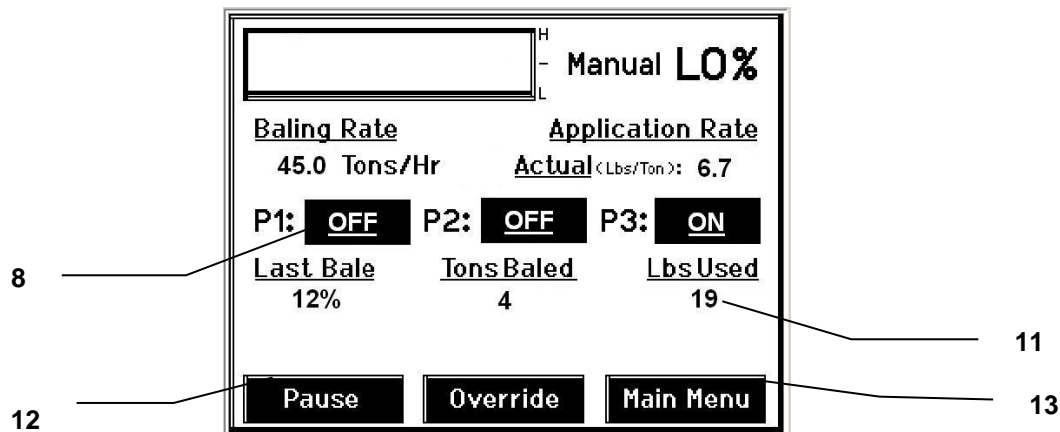 H
Manual LO%
-
L
Baling Rate Application Rate
45.0 Tons/Hr Actual (Lbs/Ton): 6.7
P1: OFF P2: OFF P3: ON
8
Last Bale Tons Baled Lbs Used
12% 4 19
11
Pause Override Main Menu
12
13